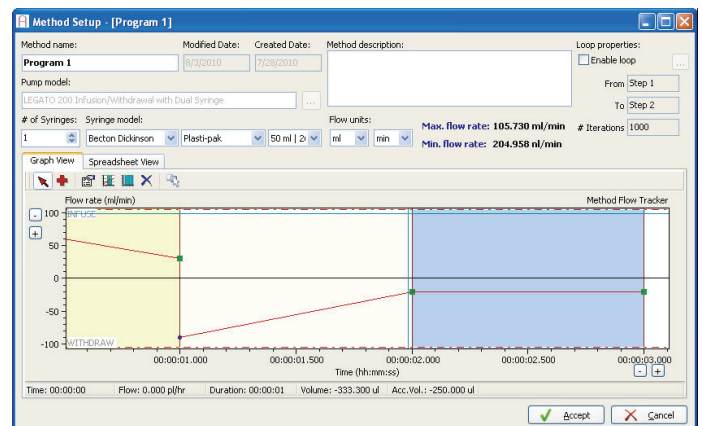 Method Setup - [Program 1]
Method name: Modified Date: Created Date: Method description: Loop properties:
Program 1 8/3/2010 7/28/2010 Enable loop ...
Pump model: From Step 1
LEGATO 200 Infusion/Withdrawal with Dual Syringe ... To Step 2
# of Syringes: Syringe model: Flow units: Max. flow rate: 105.730 ml/min # Iterations 1000
1 Becton Dickinson Plasti-pak 50 ml | 2 ml min Min. flow rate: 204.958 nl/min
Graph View Spreadsheet View
Flow rate (ml/min) Method Flow Tracker
- 100 INFUSE
+
50
0
-50
-100 WITHDRAW
00:00:01.000 00:00:01.500 00:00:02.000 00:00:02.500 00:00:03.000
Time (hh:mm:ss) - +
Time: 00:00:00 Flow: 0.000 pl/hr Duration: 00:00:01 Volume: -333.300 ul Acc.Vol.: -250.000 ul
Accept Cancel